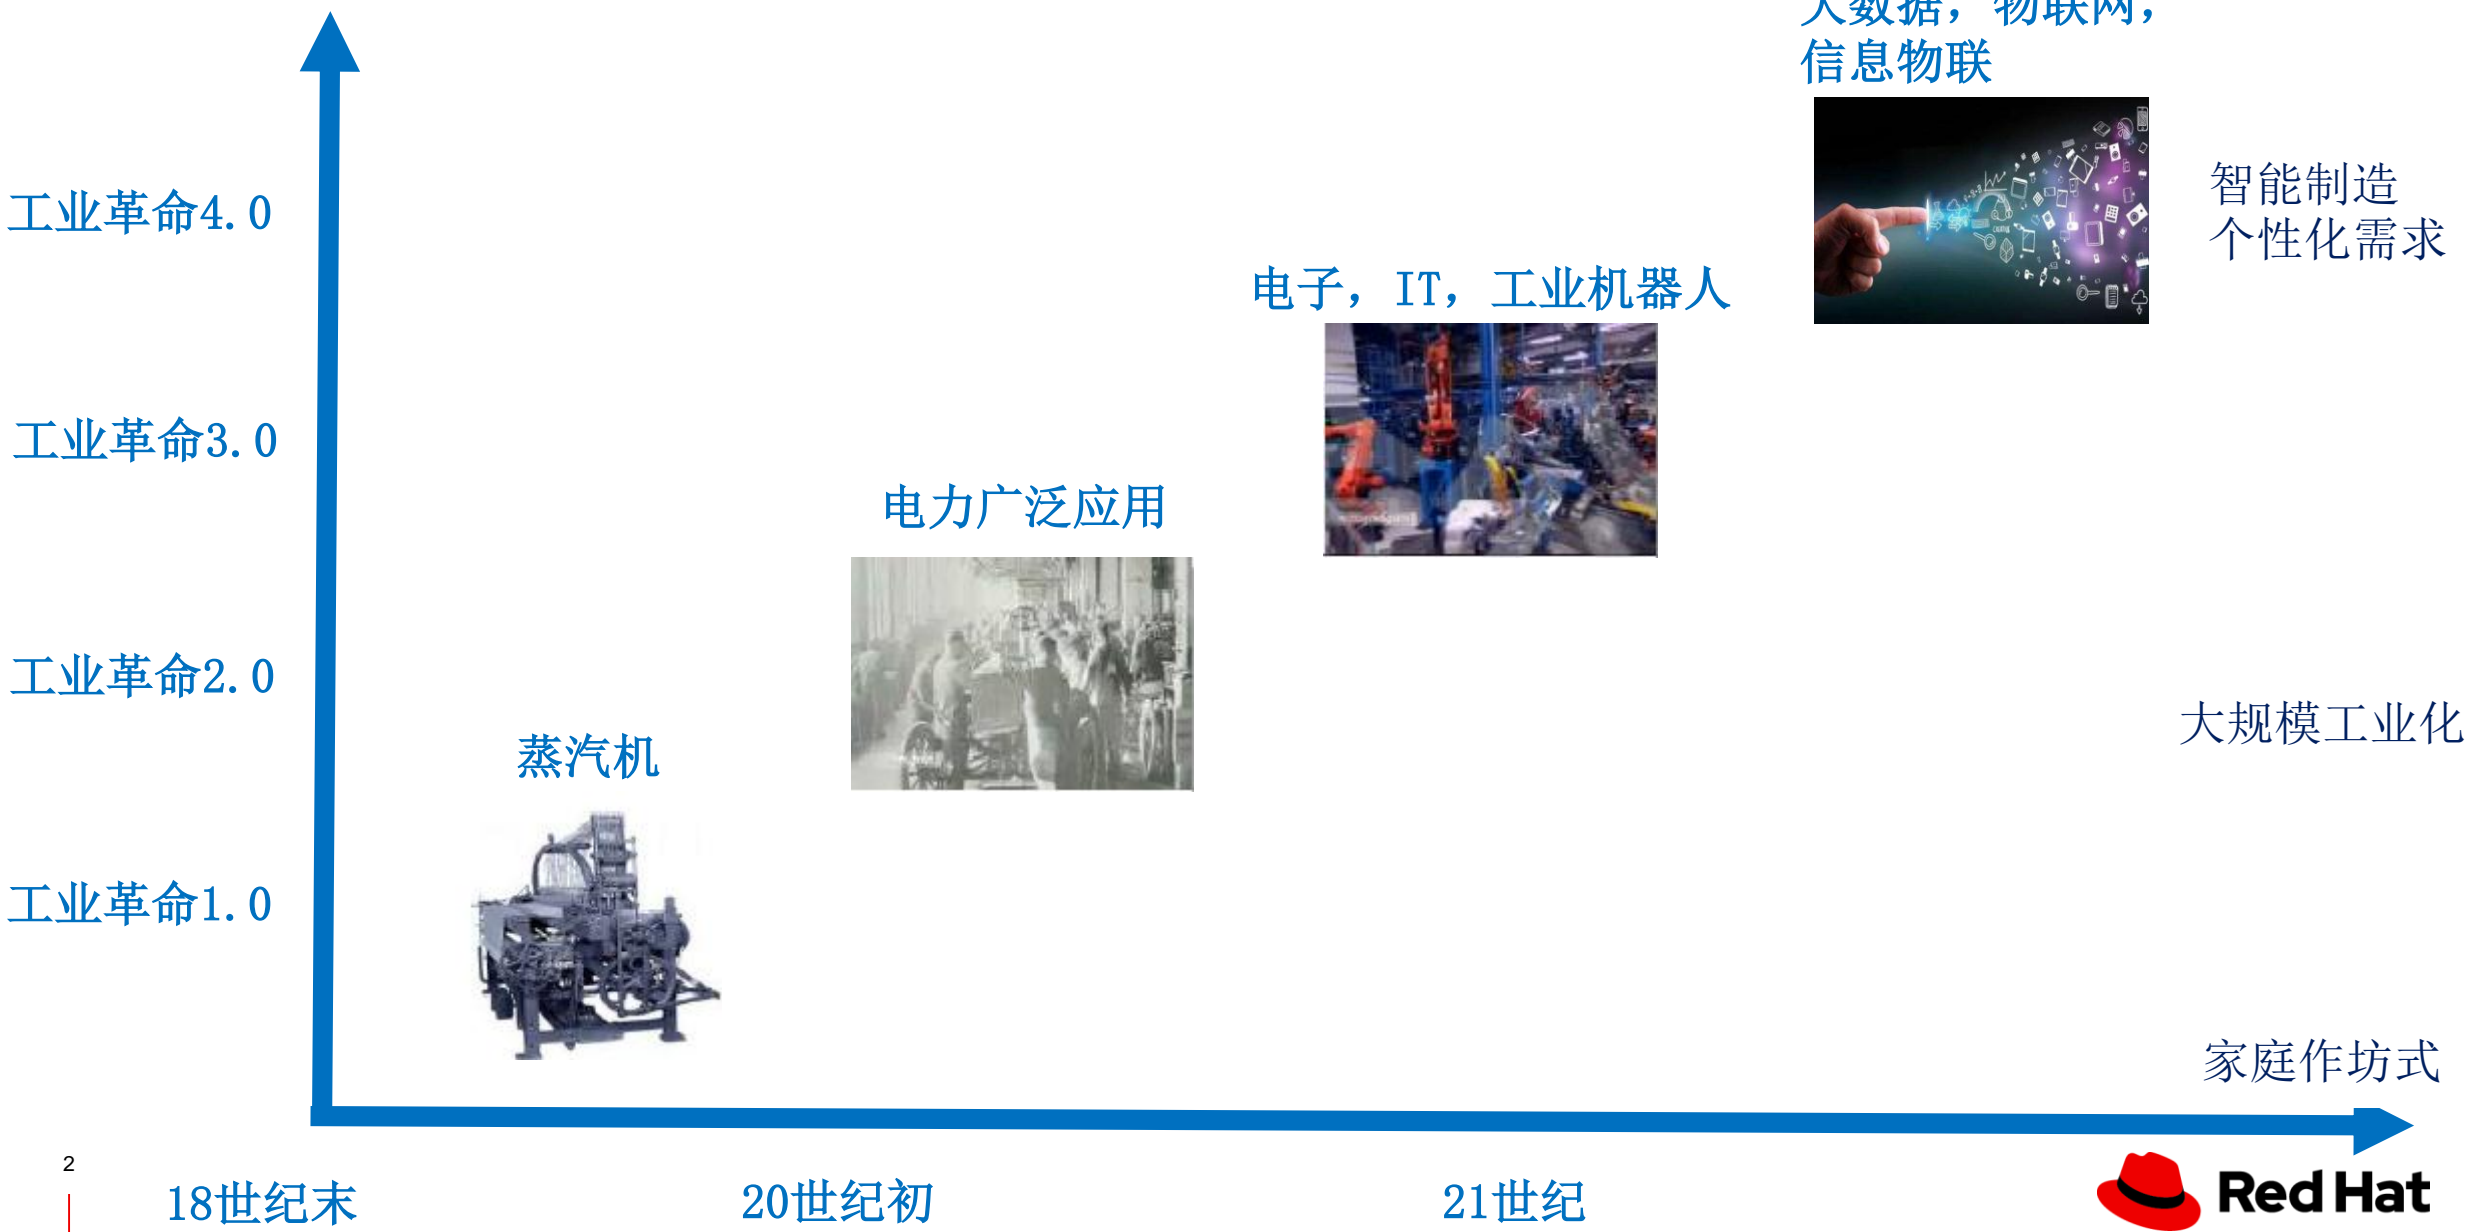 大数据，物联网，
信息物联
智能制造
个性化需求
工业革命4.0
电子，IT，工业机器人
工业革命3.0
电力广泛应用
工业革命2.0
大规模工业化
蒸汽机
工业革命1.0
家庭作坊式
2
18世纪末
20世纪初
21世纪
Red Hat